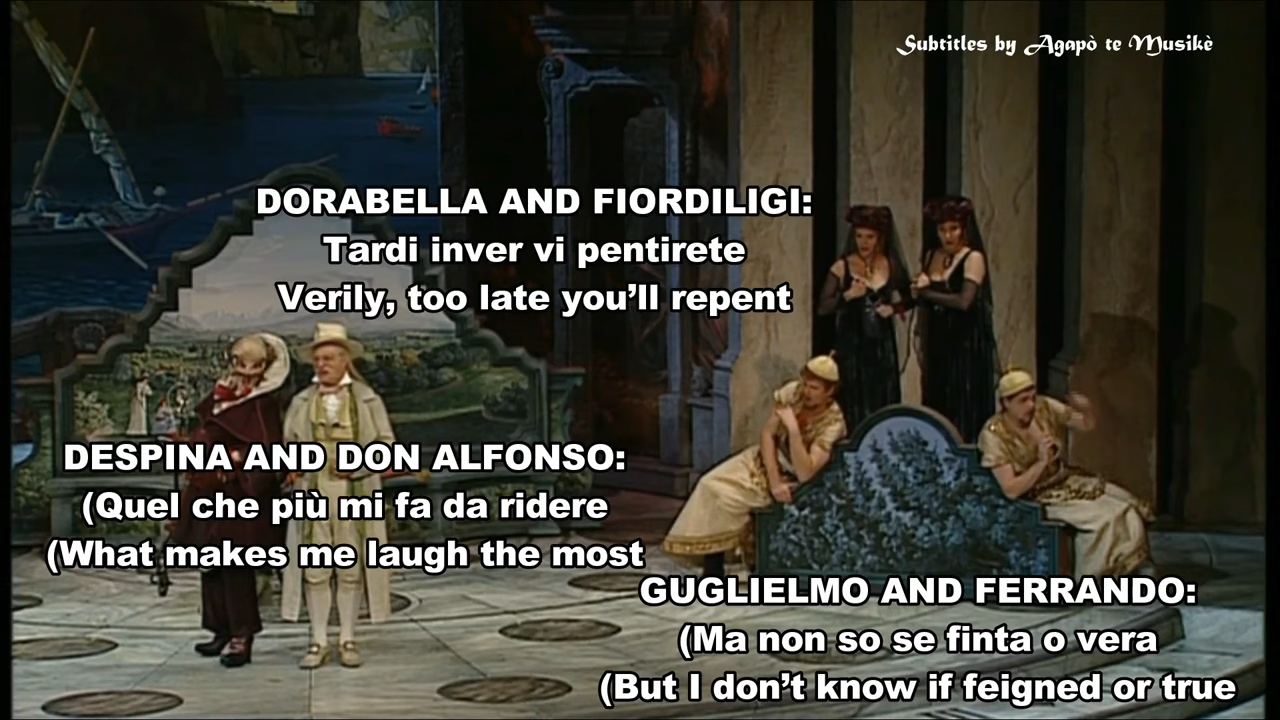 Subtitles by Agapò te Musikè
DORABELLA AND FIORDILIGI:
Tardi inver vi pentirete
Verily, too late you’ll repent
DESPINA AND DON ALFONSO:
(Quel che più mi fa da ridere
(What makes me laugh the most
GUGLIELMO AND FERRANDO:
(Ma non so se finta o vera
(But I don’t know if feigned or true